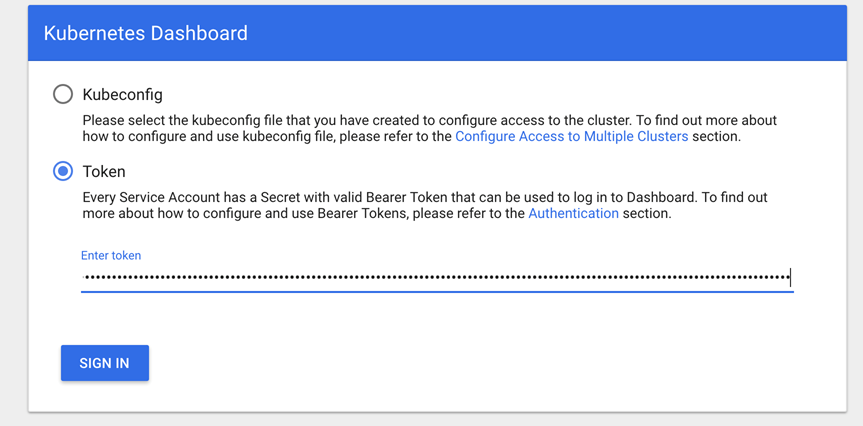 Kubernetes Dashboard
Kubeconfig
Please select the kubeconfig file that you have created to configure access to the cluster. To find out more about
how to configure and use kubeconfig file, please refer to the Configure Access to Multiple Clusters section.
Token
Every Service Account has a Secret with valid Bearer Token that can be used to log in to Dashboard. To find out
more about how to configure and use Bearer Tokens, please refer to the Authentication section.
Enter token
SIGN IN